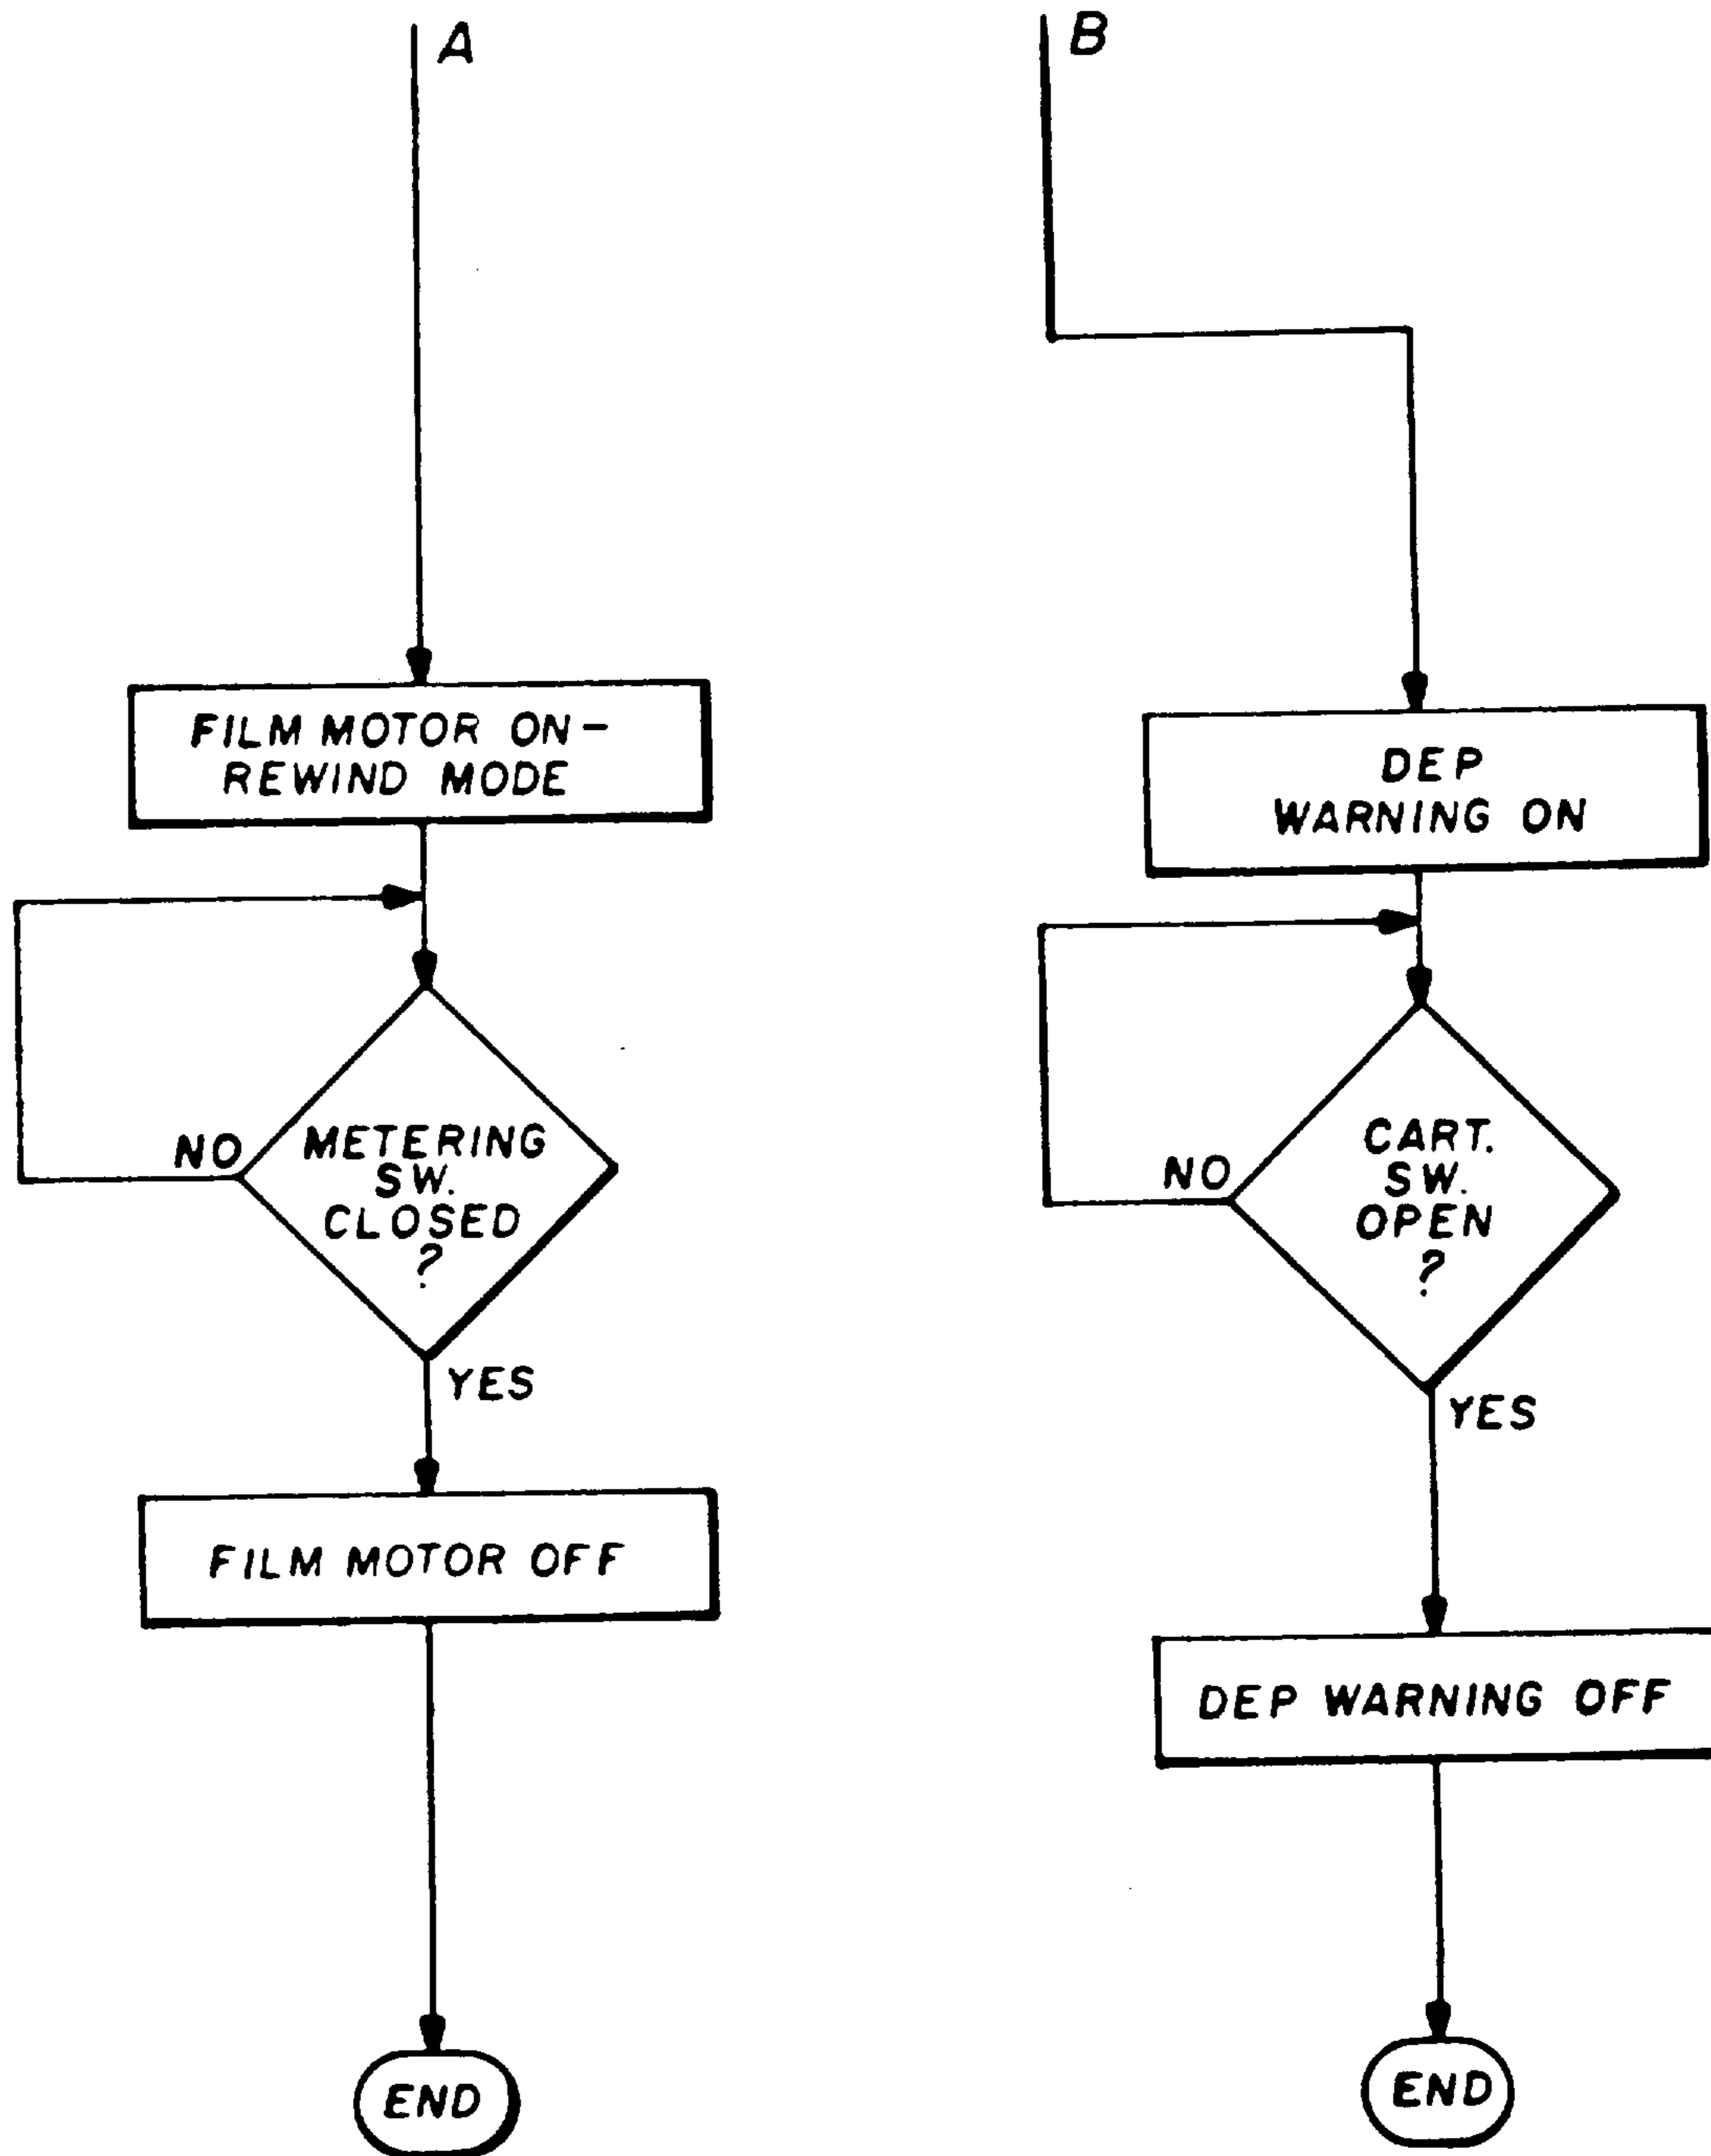 A
FILM MOTOR ON-
REWIND MODE
NO
METERING
SW.
CLOSED
?
YES
FILM MOTOR OFF
END
B
DEP
WARNING ON
NO
CART.
SW.
OPEN
?
YES
DEP WARNING OFF
END